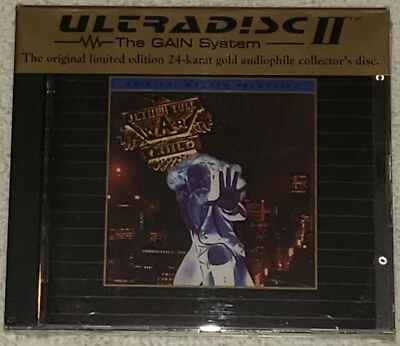 ULTRADISC II ™
The GAIN System
The original limited edition 24-karat gold audiophile collector's disc.
ORIGINAL MASTER RECORDING
JETHRO TULL
WAR
CHILD